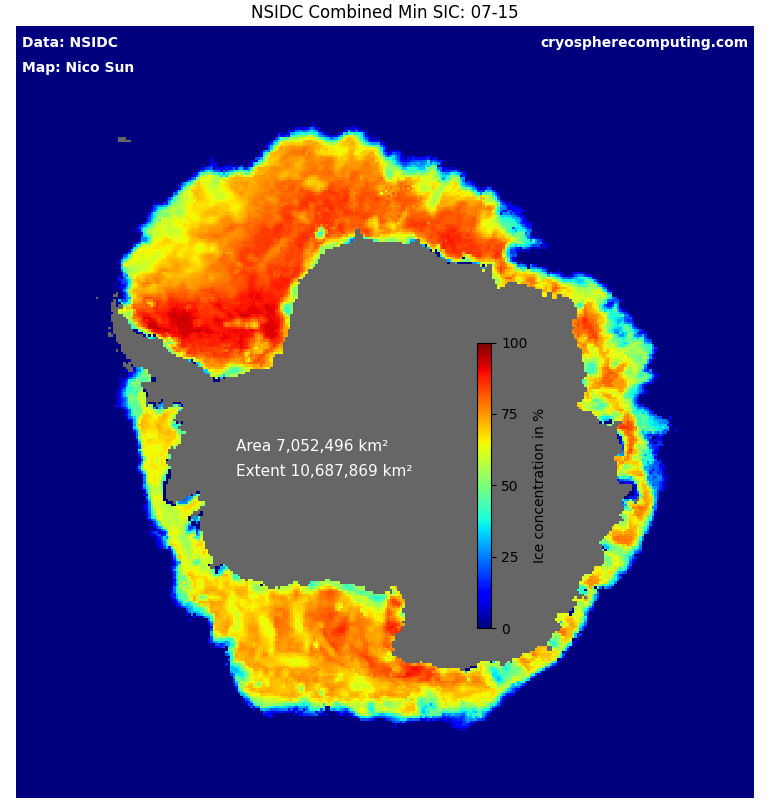 NSIDC Combined Min SIC: 07-15
Data: NSIDC
cryospherecomputing.com
Map: Nico Sun
100
75
Area 7,052,496 km²
Extent 10,687,869 km²
50
25
0
Ice concentration in %